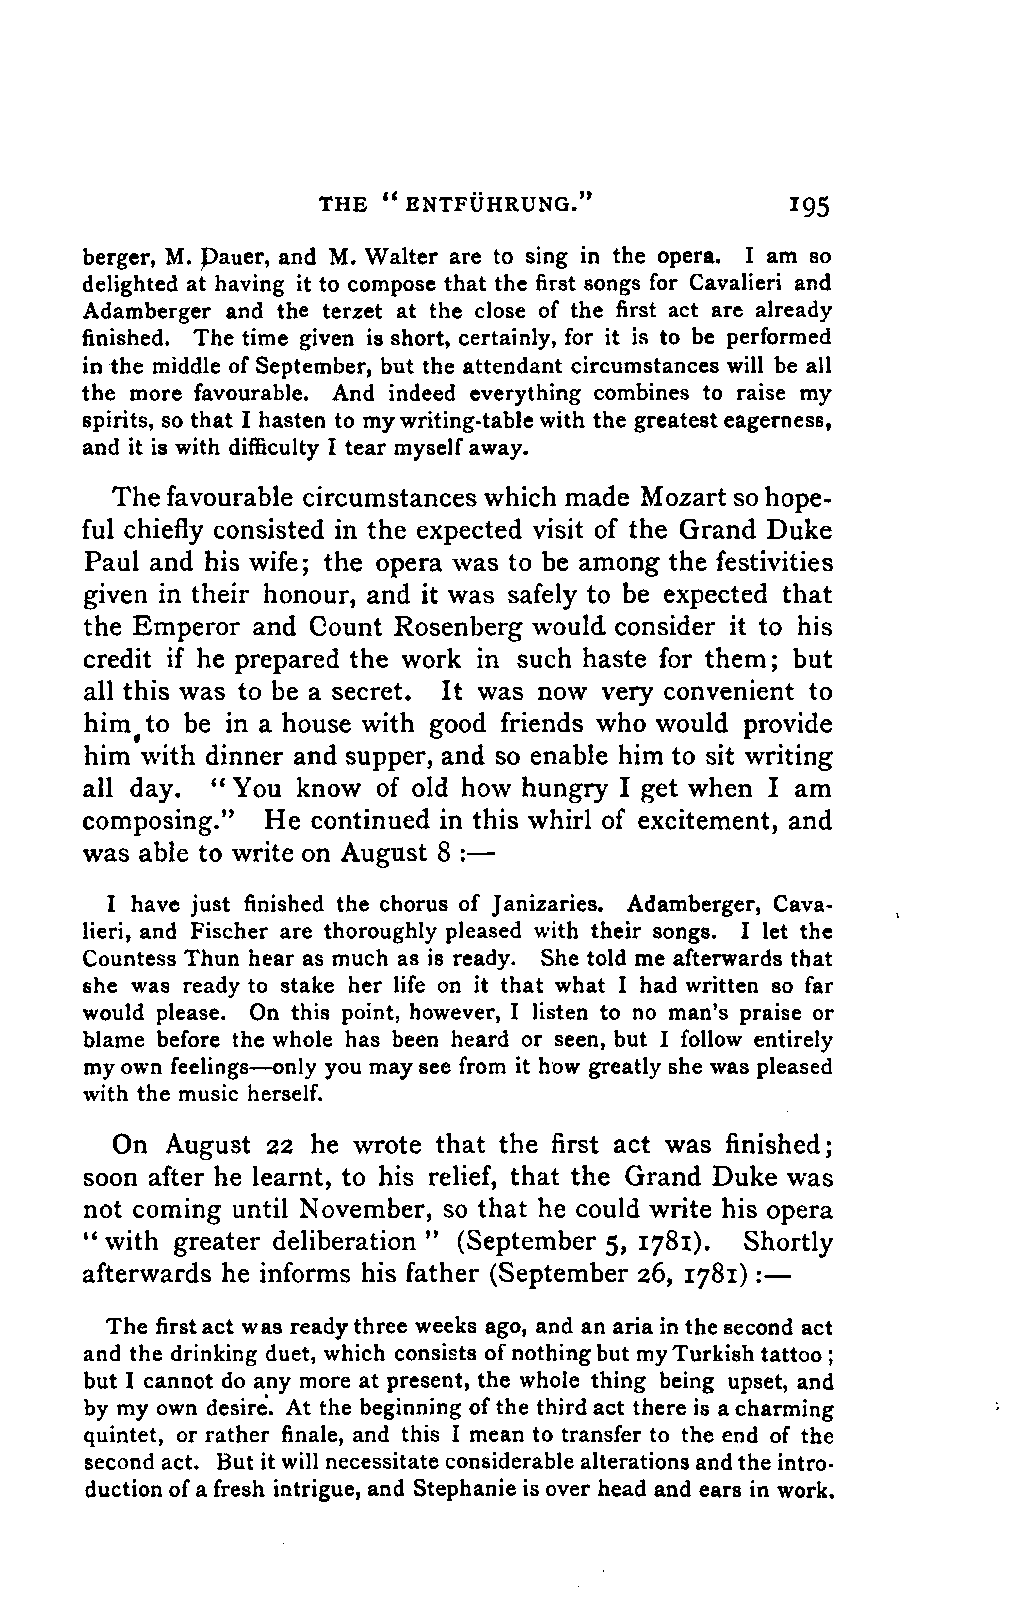 THE “ ENTFÜHRUNG.” 195
berger, M. Dauer, and M. Walter are to sing in the opera. I am so
delighted at having it to compose that the first songs for Cavalieri and
Adamberger and the terzet at the close of the first act are already
finished. The time given is short, certainly, for it is to be performed
in the middle of September, but the attendant circumstances will be all
the more favourable. And indeed everything combines to raise my
spirits, so that I hasten to my writing-table with the greatest eagerness,
and it is with difficulty I tear myself away.
The favourable circumstances which made Mozart so hope-
ful chiefly consisted in the expected visit of the Grand Duke
Paul and his wife; the opera was to be among the festivities
given in their honour, and it was safely to be expected that
the Emperor and Count Rosenberg would consider it to his
credit if he prepared the work in such haste for them; but
all this was to be a secret. It was now very convenient to
him to be in a house with good friends who would provide
him with dinner and supper, and so enable him to sit writing
all day. “ You know of old how hungry I get when I am
composing.” He continued in this whirl of excitement, and
was able to write on August 8 :—
I have just finished the chorus of Janizaries. Adamberger, Cava-
lieri, and Fischer are thoroughly pleased with their songs. I let the
Countess Thun hear as much as is ready. She told me afterwards that
she was ready to stake her life on it that what I had written so far
would please. On this point, however, I listen to no man's praise or
blame before the whole has been heard or seen, but I follow entirely
my own feelings—only you may see from it how greatly she was pleased
with the music herself.
On August 22 he wrote that the first act was finished;
soon after he learnt, to his relief, that the Grand Duke was
not coming until November, so that he could write his opera
“ with greater deliberation ” (September 5, 1781). Shortly
afterwards he informs his father (September 26, 1781) :—
The first act was ready three weeks ago, and an aria in the second act
and the drinking duet, which consists of nothing but my Turkish tattoo ;
but I cannot do any more at present, the whole thing being upset, and
by my own desire. At the beginning of the third act there is a charming
quintet, or rather finale, and this I mean to transfer to the end of the
second act. But it will necessitate considerable alterations and the intro-
duction of a fresh intrigue, and Stephanie is over head and ears in work.